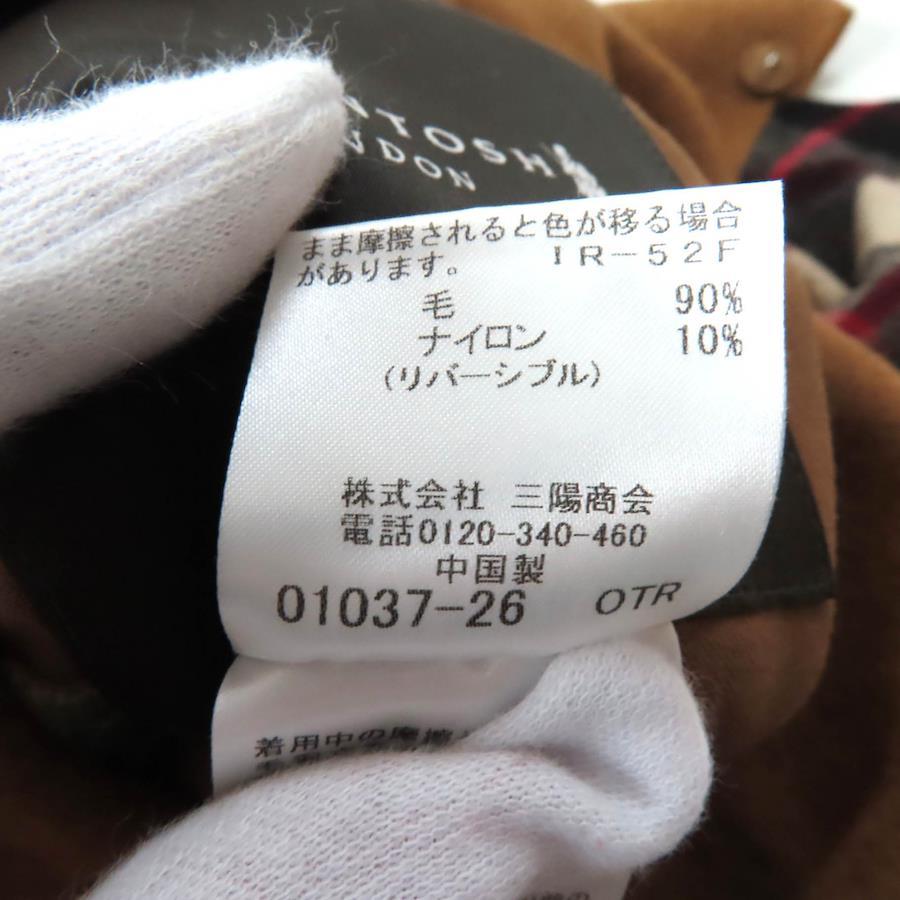 NTOSH
NDON
まま摩擦されると色が移る場合
があります。 IR-52F
毛 90%
ナイロン 10%
(リバーシブル)
株式会社 三陽商会
電話0120-340-460
中国製
01037-26 OTR
着用中の摩擦